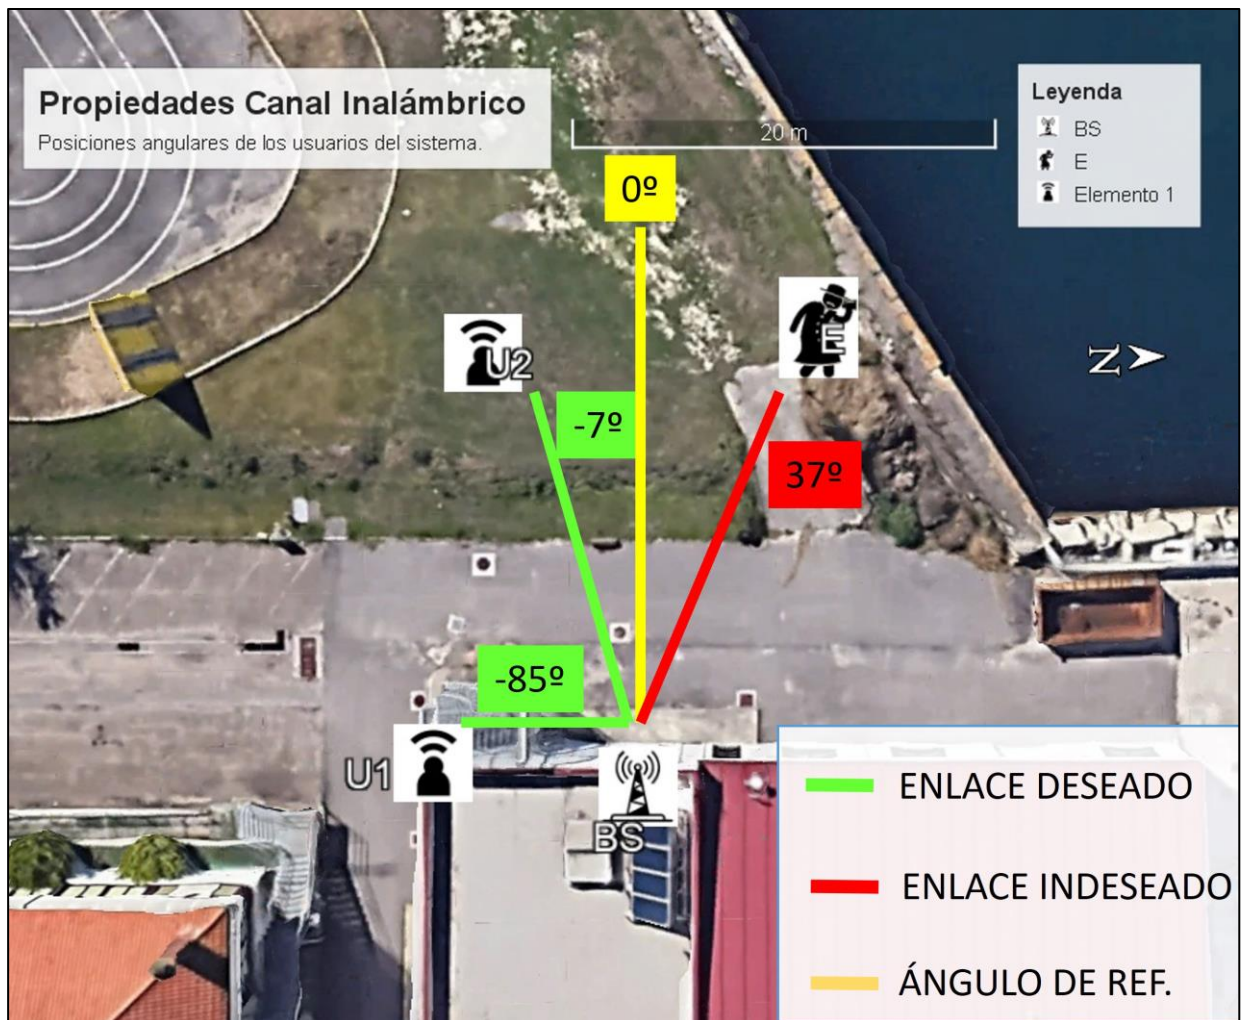 Propiedades Canal Inalámbrico
Posiciones angulares de los usuarios del sistema.
20 m
Leyenda
BS
E
Elemento 1
0º
U2
E
N
-7º
37º
-85º
U1
BS
ENLACE DESEADO
ENLACE INDESEADO
ÁNGULO DE REF.